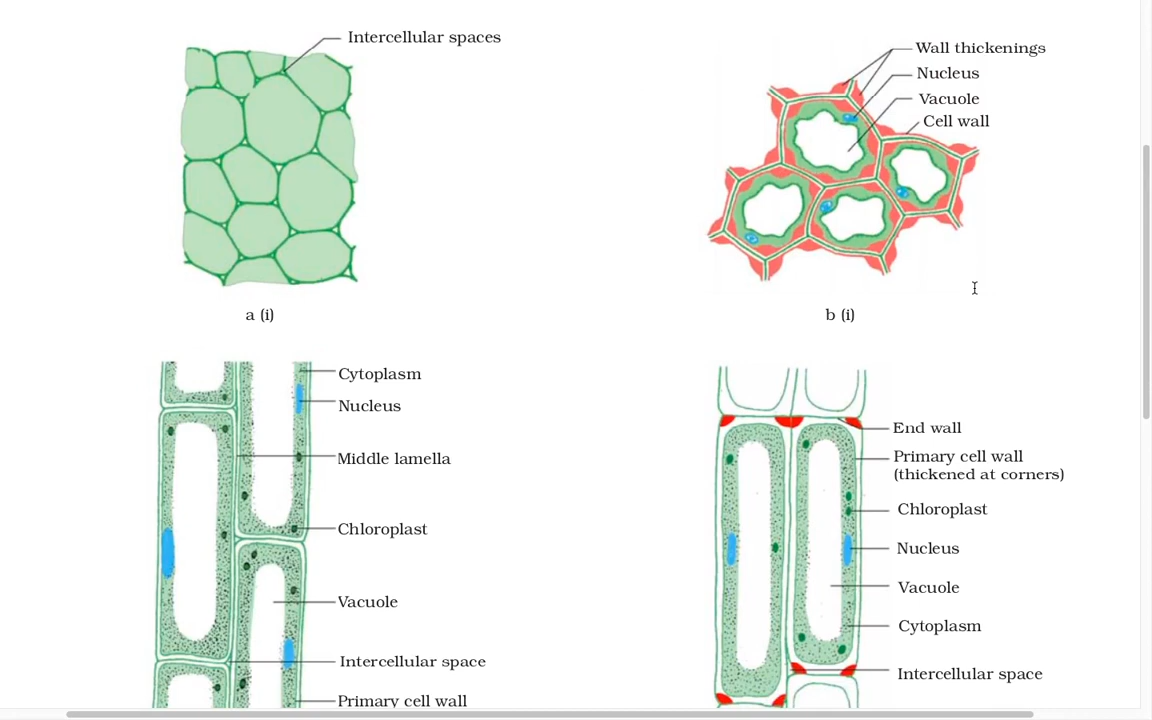 Intercellular spaces
Wall thickenings
Nucleus
Vacuole
Cell wall
a (i)
b (i)
Cytoplasm
Nucleus
Middle lamella
Chloroplast
Vacuole
Intercellular space
Primary cell wall
End wall
Primary cell wall
(thickened at corners)
Chloroplast
Nucleus
Vacuole
Cytoplasm
Intercellular space